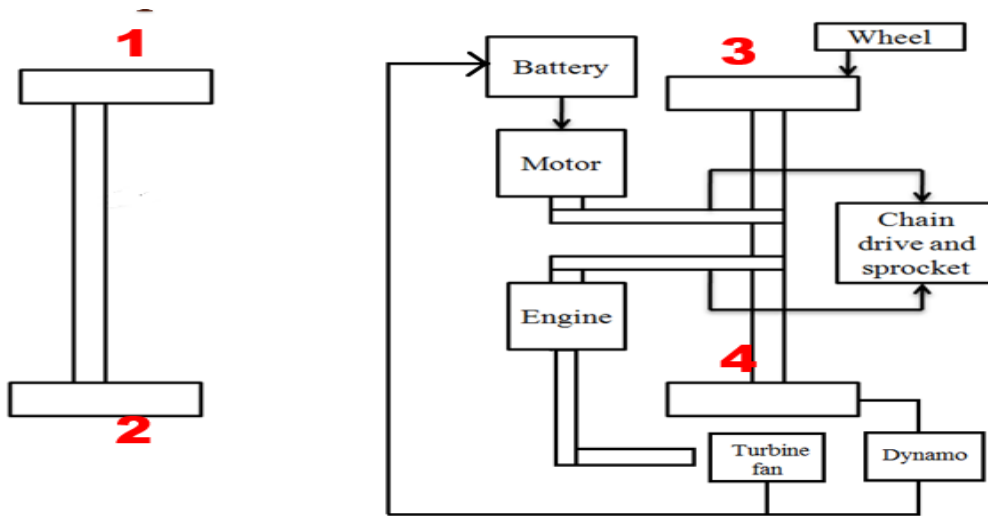 1
3
Wheel
Battery
Motor
Chain
drive and
sprocket
Engine
4
2
Turbine
fan
Dynamo